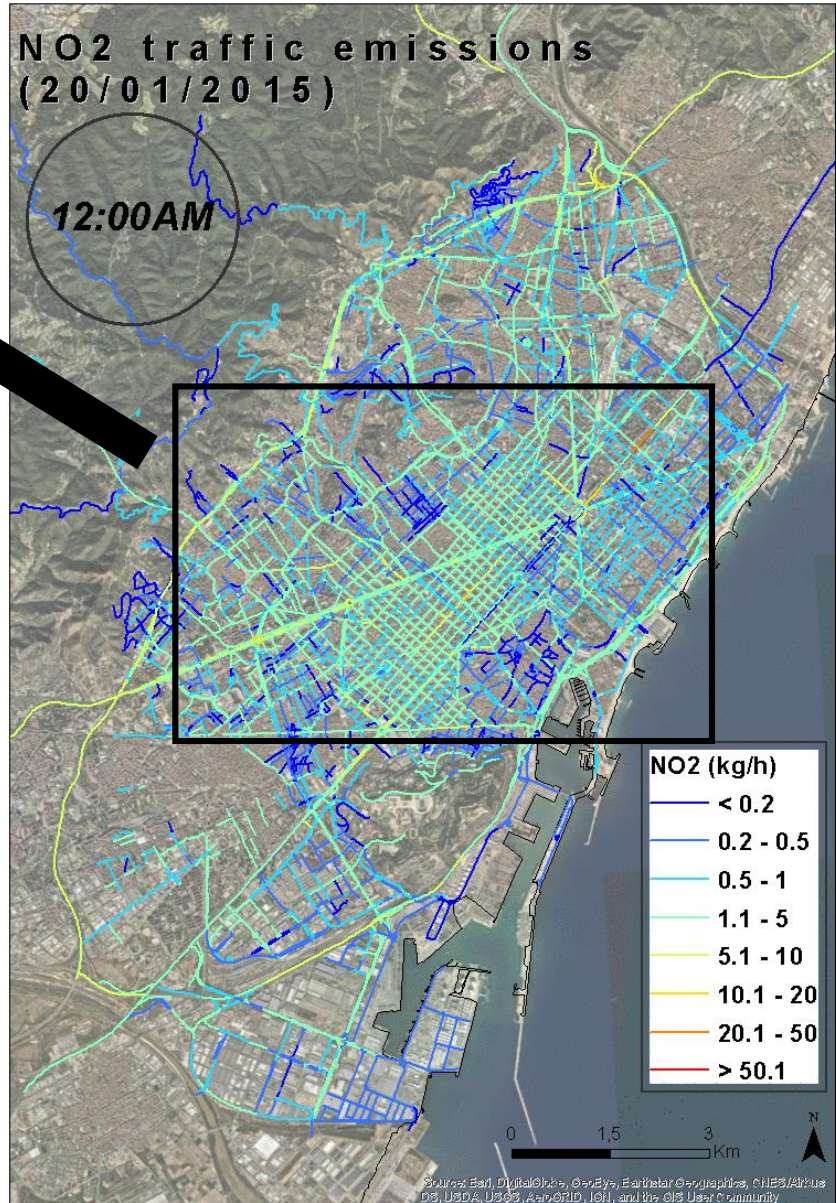 NO2 traffic emissions
(20/01/2015)
12:00AM
NO2 (kg/h)
< 0.2
0.2 - 0.5
0.5 - 1
1.1 - 5
5.1 - 10
10.1 - 20
20.1 - 50
> 50.1
N
0 1,5 3
Km
Source: Esri, DigitalGlobe, GeoEye, Earthstar Geographics, CNES/Airbus
DS, USDA, USGS, AeroGRID, IGN, and the GIS User Community